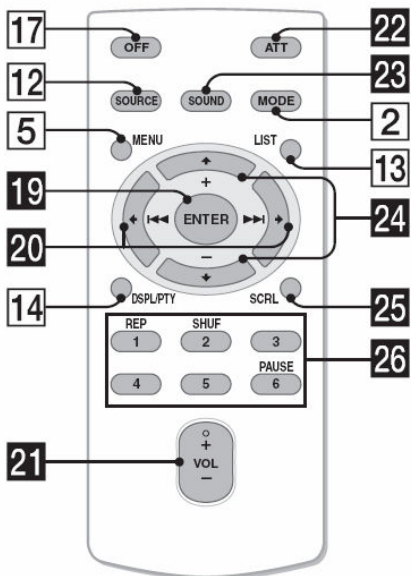 17 OFF ATT 22
12 SOURCE SOUND MODE 23
5 MENU LIST 2
13
19 + ENTER 24
20 −
14 DSPL/PTY SCRL 25
REP SHUF
1 2 3 26
PAUSE
4 5 6
21 + VOL −